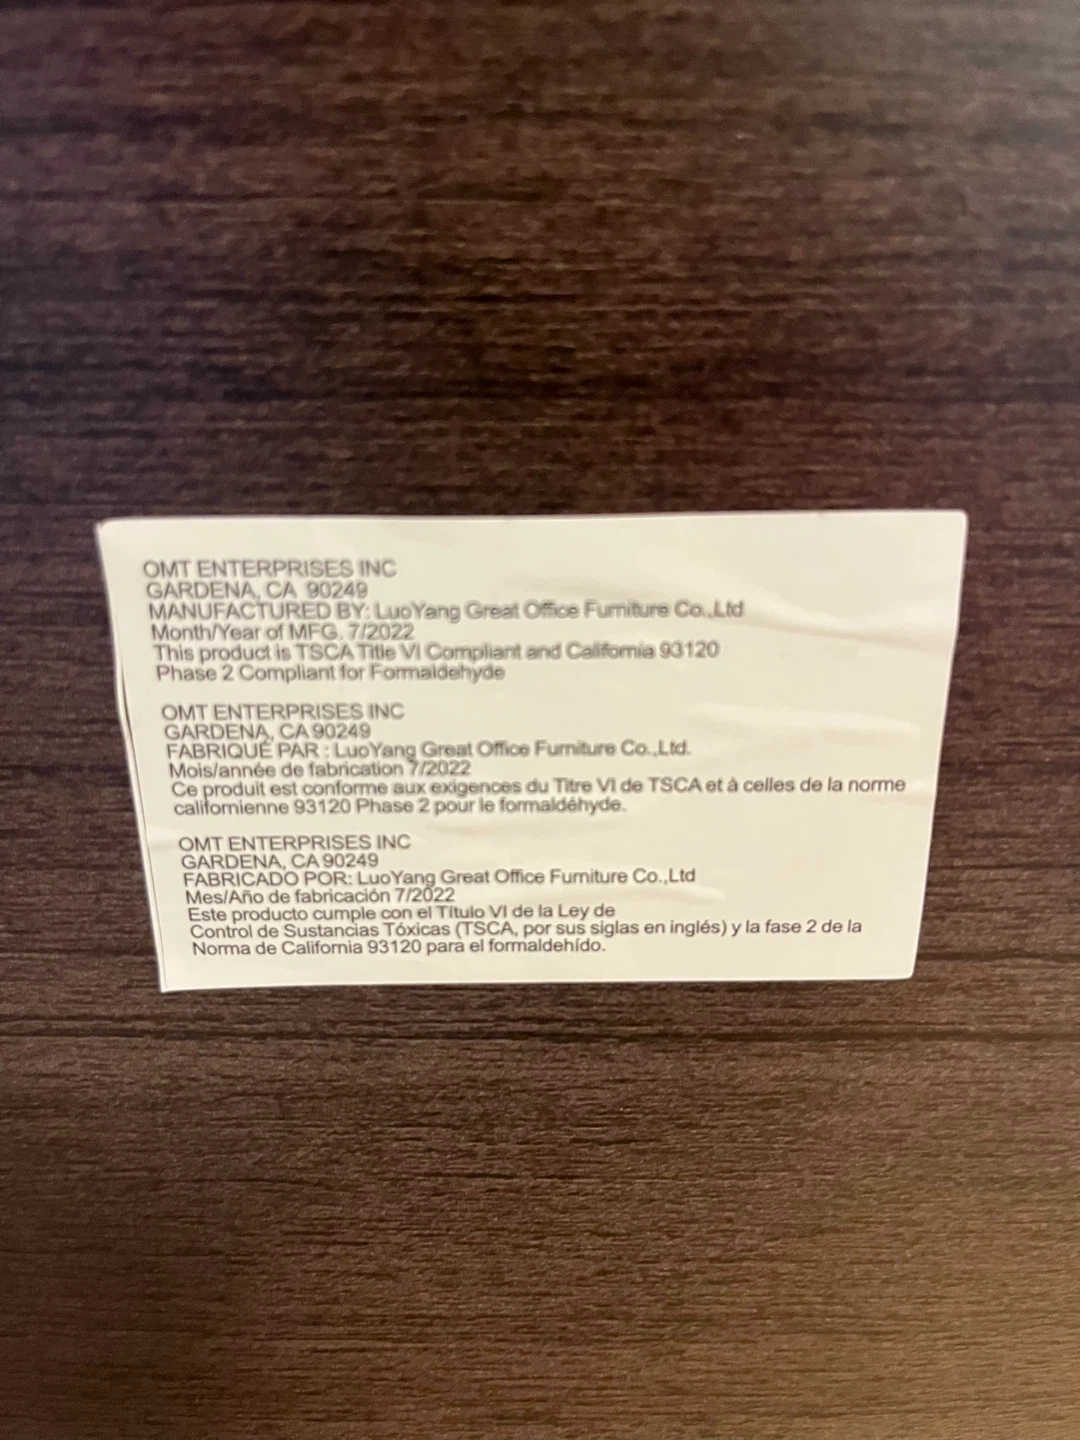 OMT ENTERPRISES INC
GARDENA, CA 90249
MANUFACTURED BY: LuoYang Great Office Furniture Co.,Ltd
Month/Year of MFG. 7/2022
This product is TSCA Title VI Compliant and California 93120
Phase 2 Compliant for Formaldehyde
OMT ENTERPRISES INC
GARDENA, CA 90249
FABRIQUÉ PAR : LuoYang Great Office Furniture Co.,Ltd.
Mois/année de fabrication 7/2022
Ce produit est conforme aux exigences du Titre VI de TSCA et à celles de la norme
californienne 93120 Phase 2 pour le formaldéhyde.
OMT ENTERPRISES INC
GARDENA, CA 90249
FABRICADO POR: LuoYang Great Office Furniture Co.,Ltd
Mes/Año de fabricación 7/2022
Este producto cumple con el Título VI de la Ley de
Control de Sustancias Tóxicas (TSCA, por sus siglas en inglés) y la fase 2 de la
Norma de California 93120 para el formaldehído.